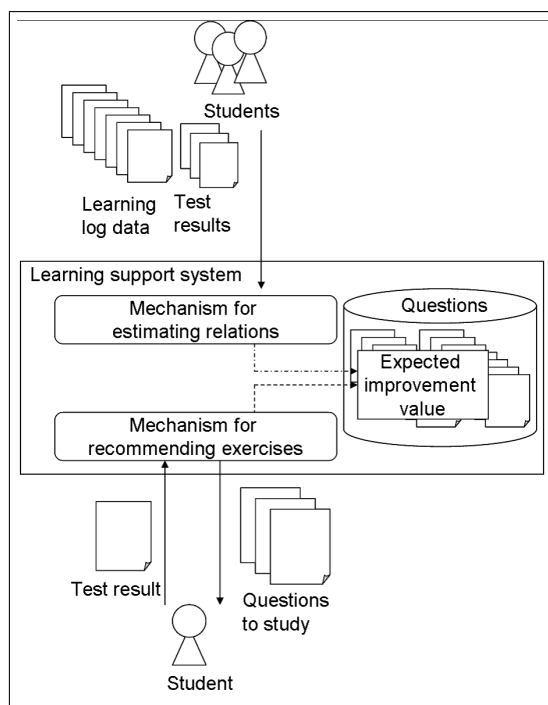 Students
Learning
log data
Test
results
Learning support system
Mechanism for
estimating relations
Questions
Expected
improvement
value
Mechanism for
recommending exercises
Test result
Questions
to study
Student